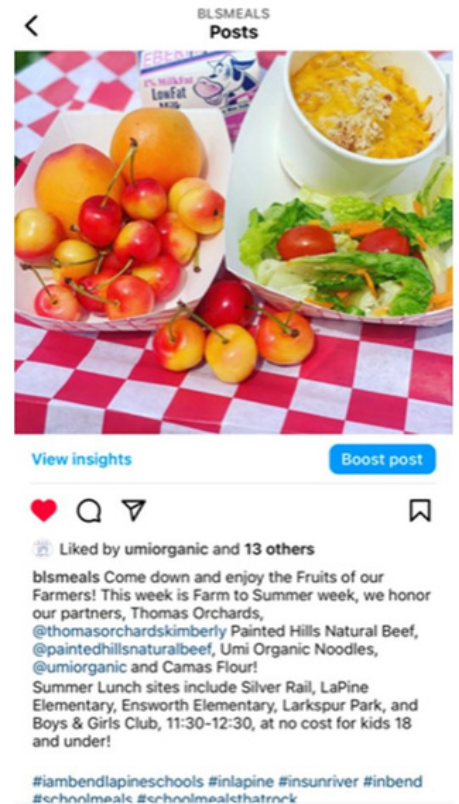 BLSMEALS
Posts
1% Milkfat
LowFat
Milk
View insights
Boost post
Liked by umiorganic and 13 others
blsmeals Come down and enjoy the Fruits of our
Farmers! This week is Farm to Summer week, we honor
our partners, Thomas Orchards,
@thomasorchardskimberly Painted Hills Natural Beef,
@paintedhillsnaturalbeef, Umi Organic Noodles,
@umiorganic and Camas Flour!
Summer Lunch sites include Silver Rail, LaPine
Elementary, Ensworth Elementary, Larkspur Park, and
Boys & Girls Club, 11:30-12:30, at no cost for kids 18
and under!
#iambendlapineschools #inlapine #insunriver #inbend
#schoolmeals #schoolmealsthatrock